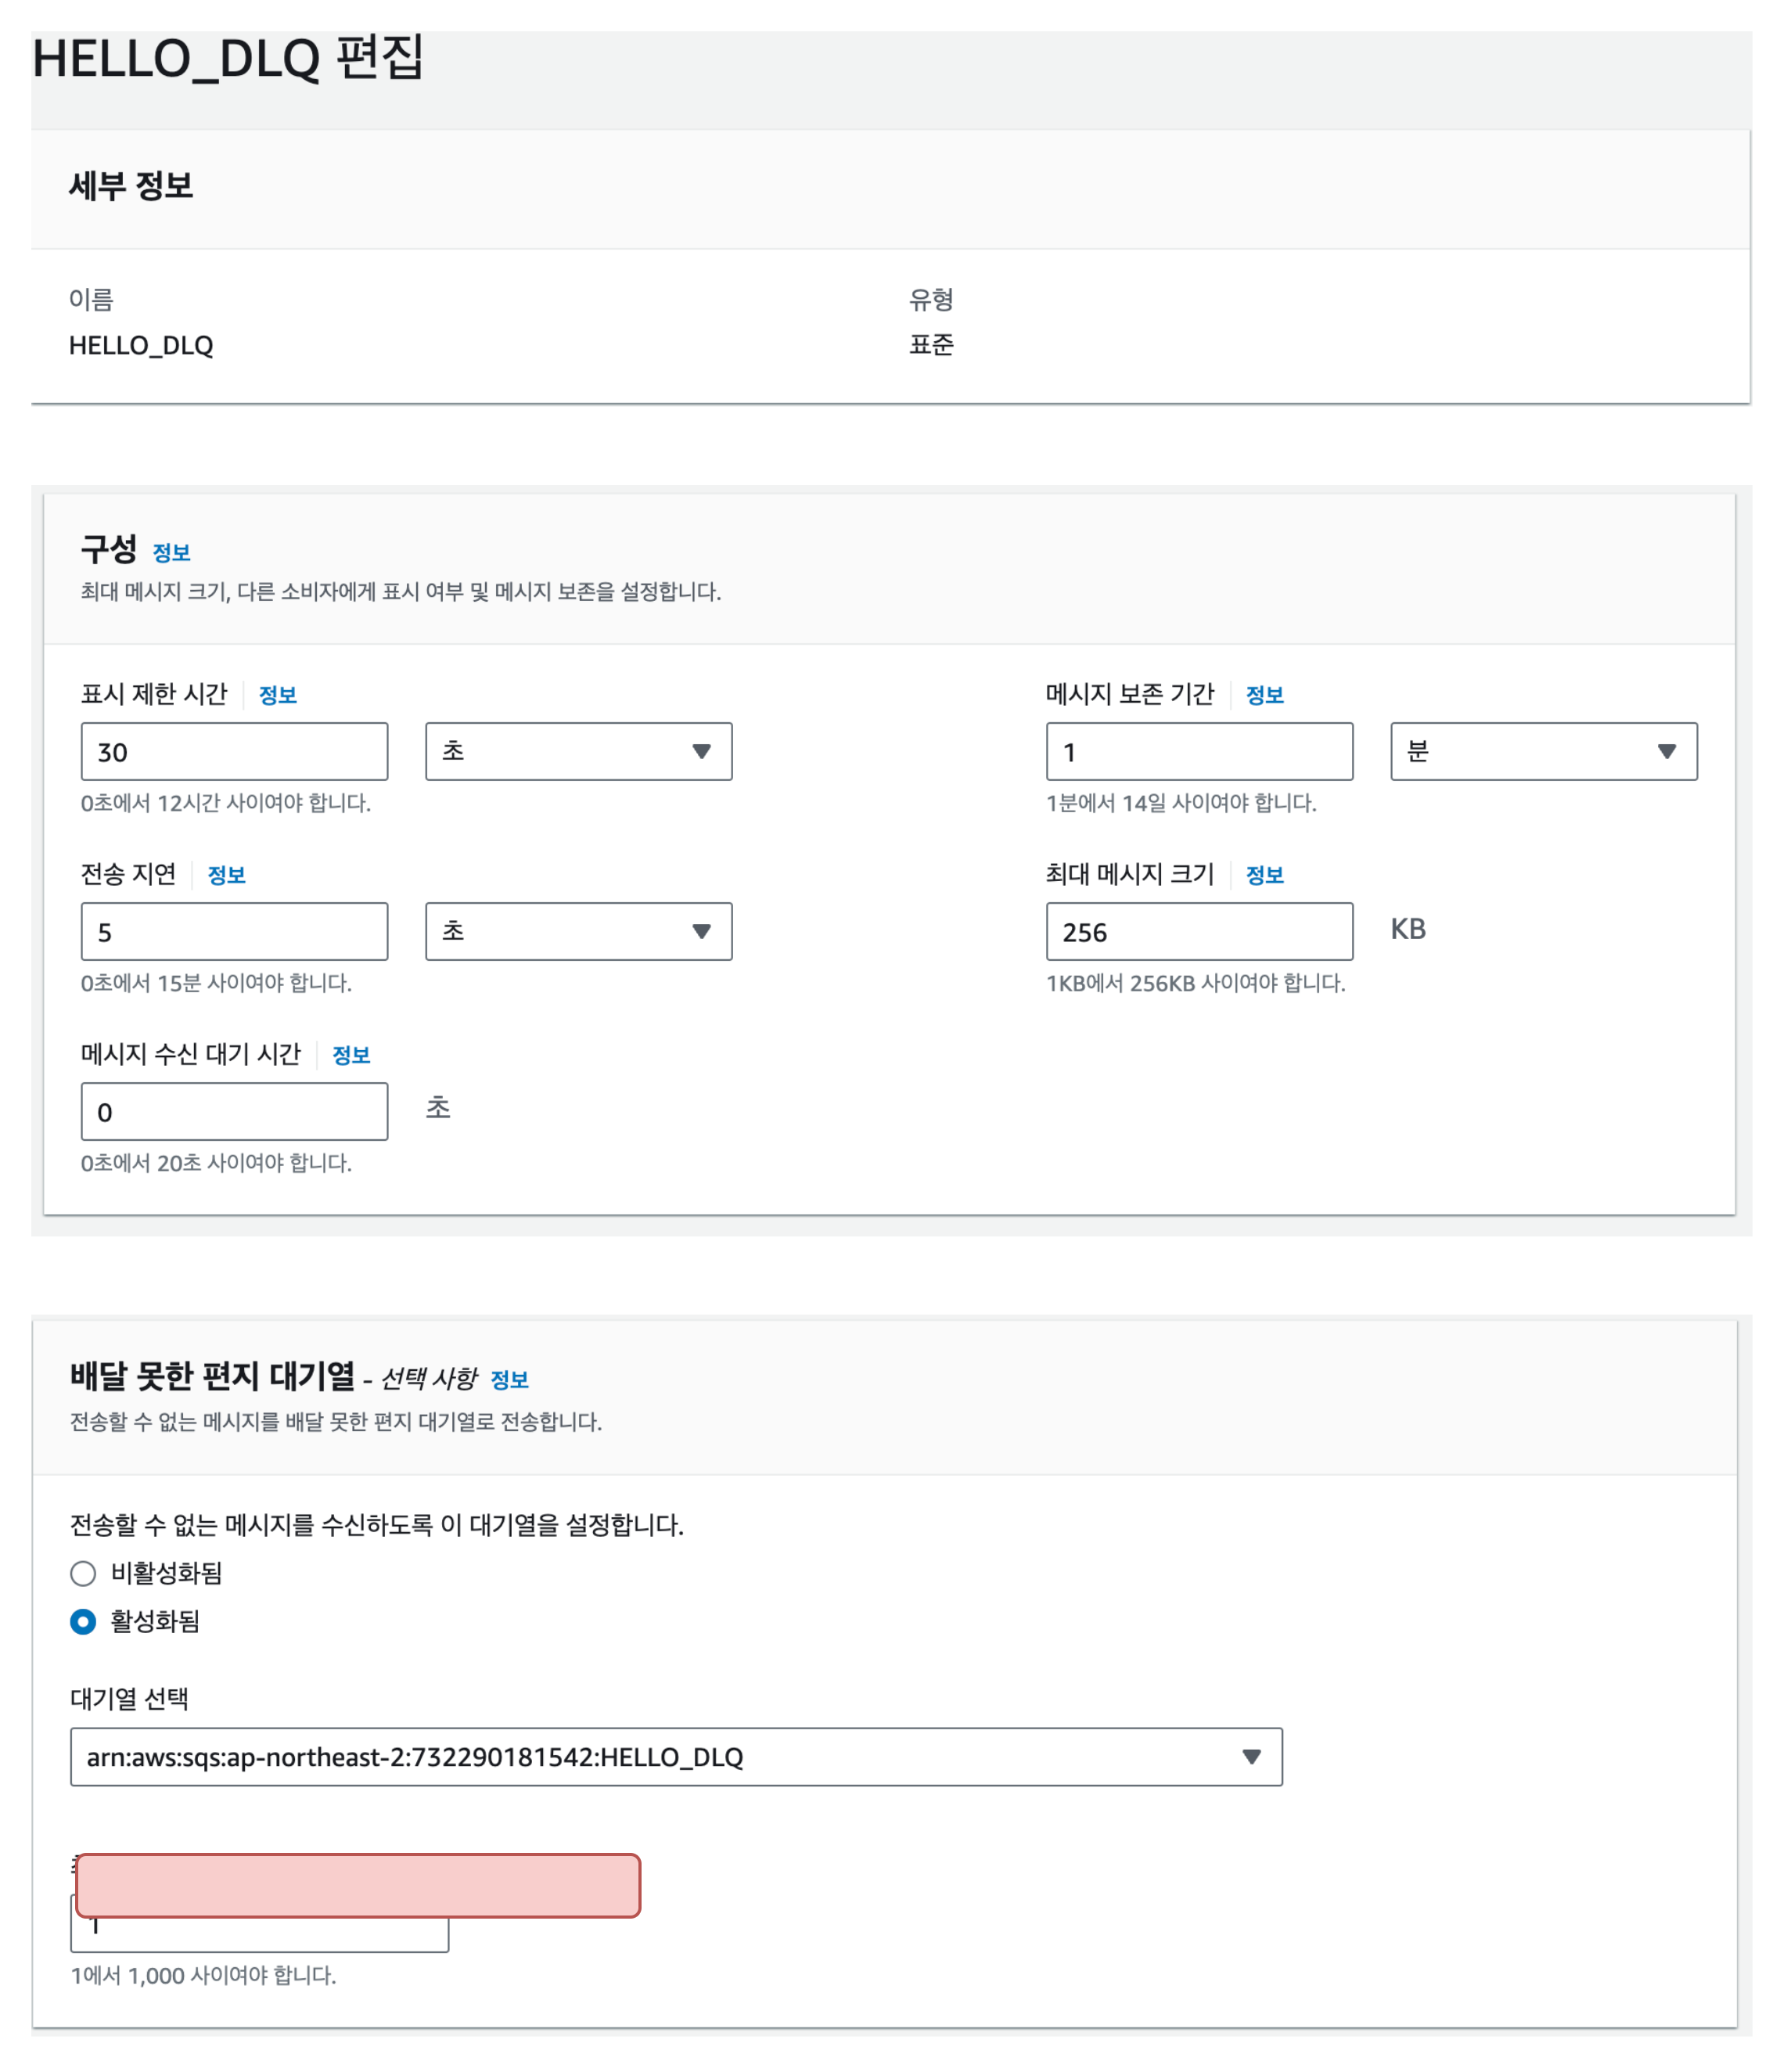 HELLO_DLQ 편집
세부 정보
이름
유형
HELLO_DLQ
표준
구성 정보
최대 메시지 크기, 다른 소비자에게 표시 여부 및 메시지 보존을 설정합니다.
표시 제한 시간 정보
메시지 보존 기간 정보
30 초
1 분
0초에서 12시간 사이여야 합니다.
1분에서 14일 사이여야 합니다.
전송 지연 정보
최대 메시지 크기 정보
5 초
256 KB
0초에서 15분 사이여야 합니다.
1KB에서 256KB 사이여야 합니다.
메시지 수신 대기 시간 정보
0 초
0초에서 20초 사이여야 합니다.
배달 못한 편지 대기열 - 선택 사항 정보
전송할 수 없는 메시지를 배달 못한 편지 대기열로 전송합니다.
전송할 수 없는 메시지를 수신하도록 이 대기열을 설정합니다.
비활성화됨
활성화됨
대기열 선택
arn:aws:sqs:ap-northeast-2:732290181542:HELLO_DLQ
1에서 1,000 사이여야 합니다.